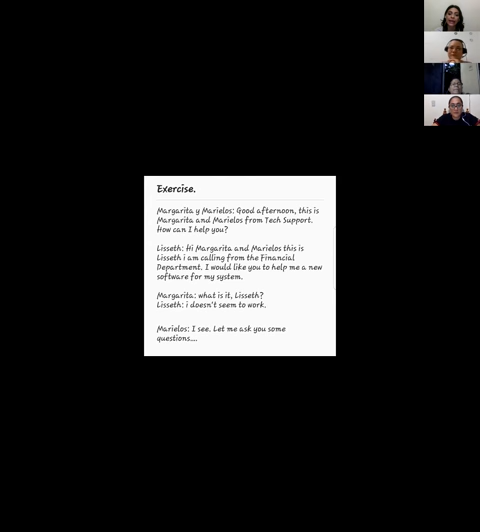 Exercise.
Margarita y Marielos: Good afternoon, this is
Margarita and Marielos from Tech Support.
How can I help you?
Lisseth: Hi Margarita and Marielos this is
Lisseth i am calling from the Financial
Department. I would like you to help me a new
software for my system.
Margarita: what is it, Lisseth?
Lisseth: i doesn't seem to work.
Marielos: I see. Let me ask you some
questions....